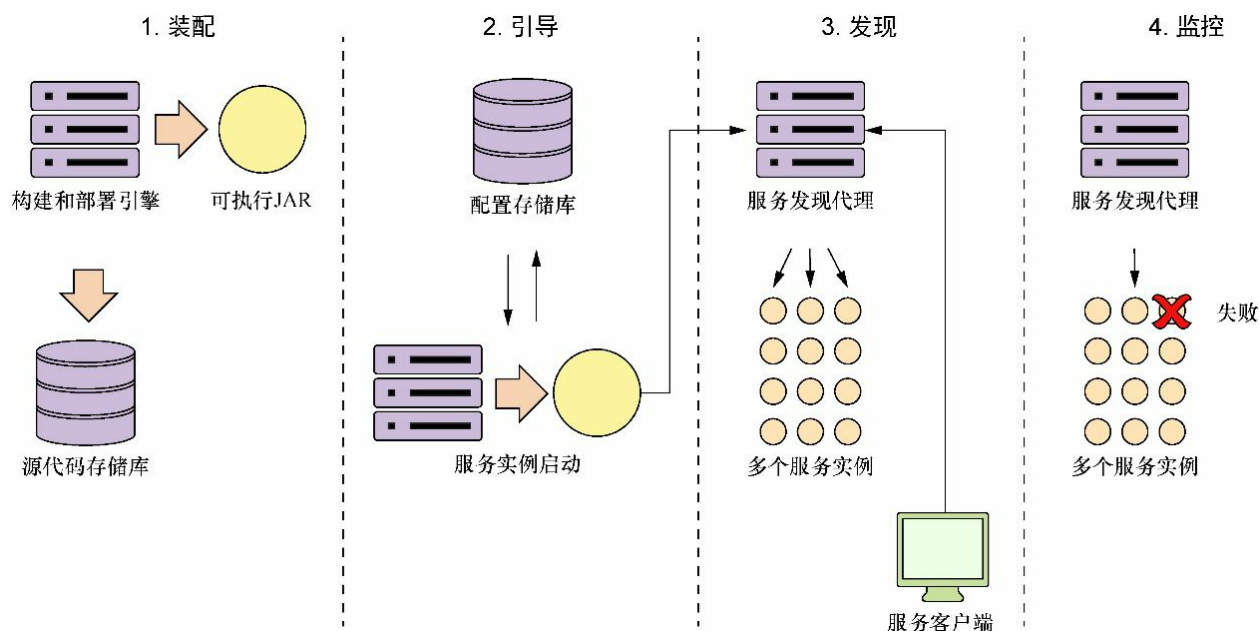 1. 装配
2. 引导
3. 发现
4. 监控
构建和部署引擎
可执行JAR
配置存储库
服务发现代理
服务发现代理
失败
源代码存储库
服务实例启动
多个服务实例
多个服务实例
服务客户端